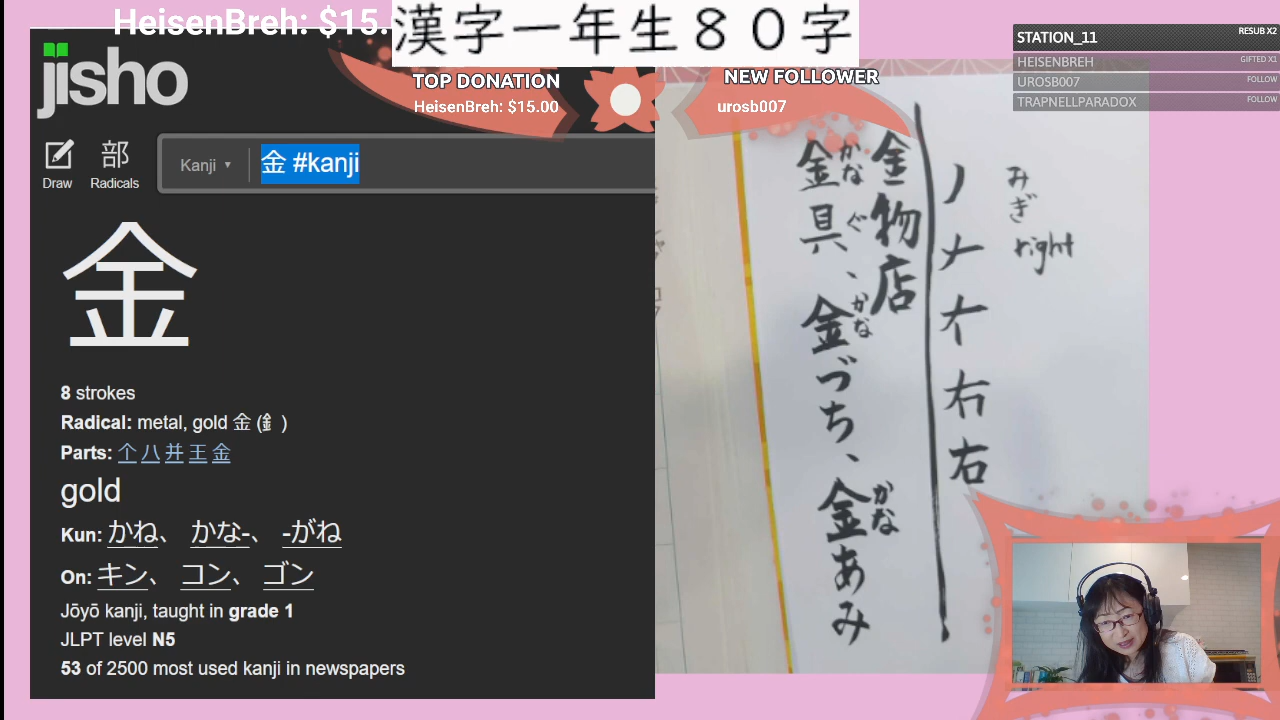 HeisenBreh: $15.
漢字一年生８０字
jisho
TOP DONATION
HeisenBreh: $15.00
NEW FOLLOWER
urosb007
STATION_11 RESUB X2
HEISENBREH GIFTED X1
UROSB007 FOLLOW
TRAPNELLPARADOX FOLLOW
Draw
部
Radicals
Kanji ▾ 金 #kanji
金
8 strokes
Radical: metal, gold 金 (釒)
Parts: 个 八 并 王 金
gold
Kun: かね、 かな-、 -がね
On: キン、 コン、 ゴン
Jōyō kanji, taught in grade 1
JLPT level N5
53 of 2500 most used kanji in newspapers
みぎ
right
右
右
金物店
金具、金づち、金あみ
かな
ぐ
かな
かな